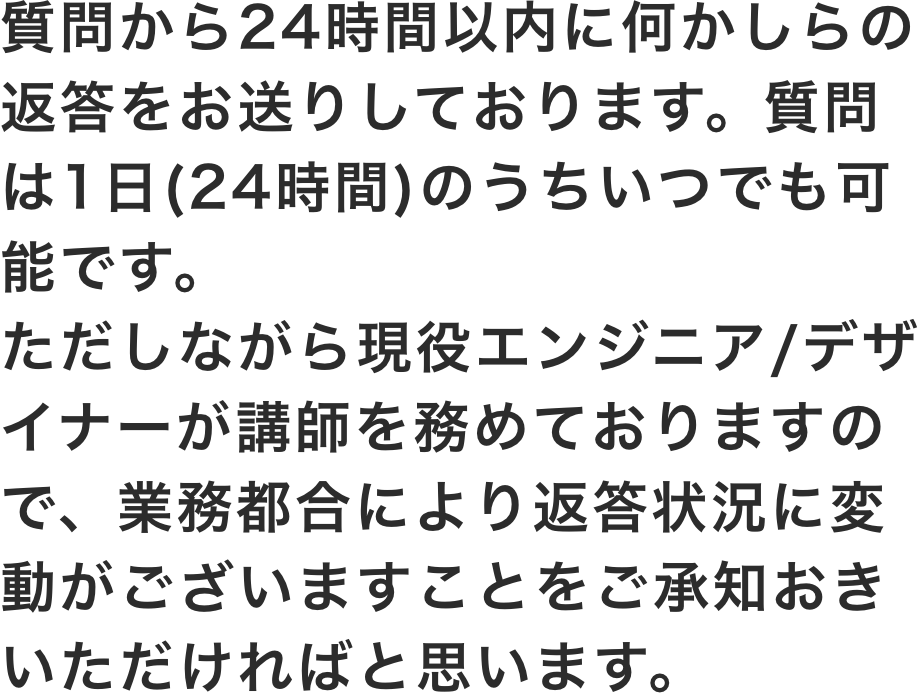 質問から24時間以内に何かしらの
返答をお送りしております。質問
は1日(24時間)のうちいつでも可
能です。
ただしながら現役エンジニア/デザ
イナーが講師を務めておりますの
で、業務都合により返答状況に変
動がございますことをご承知おき
いただければと思います。